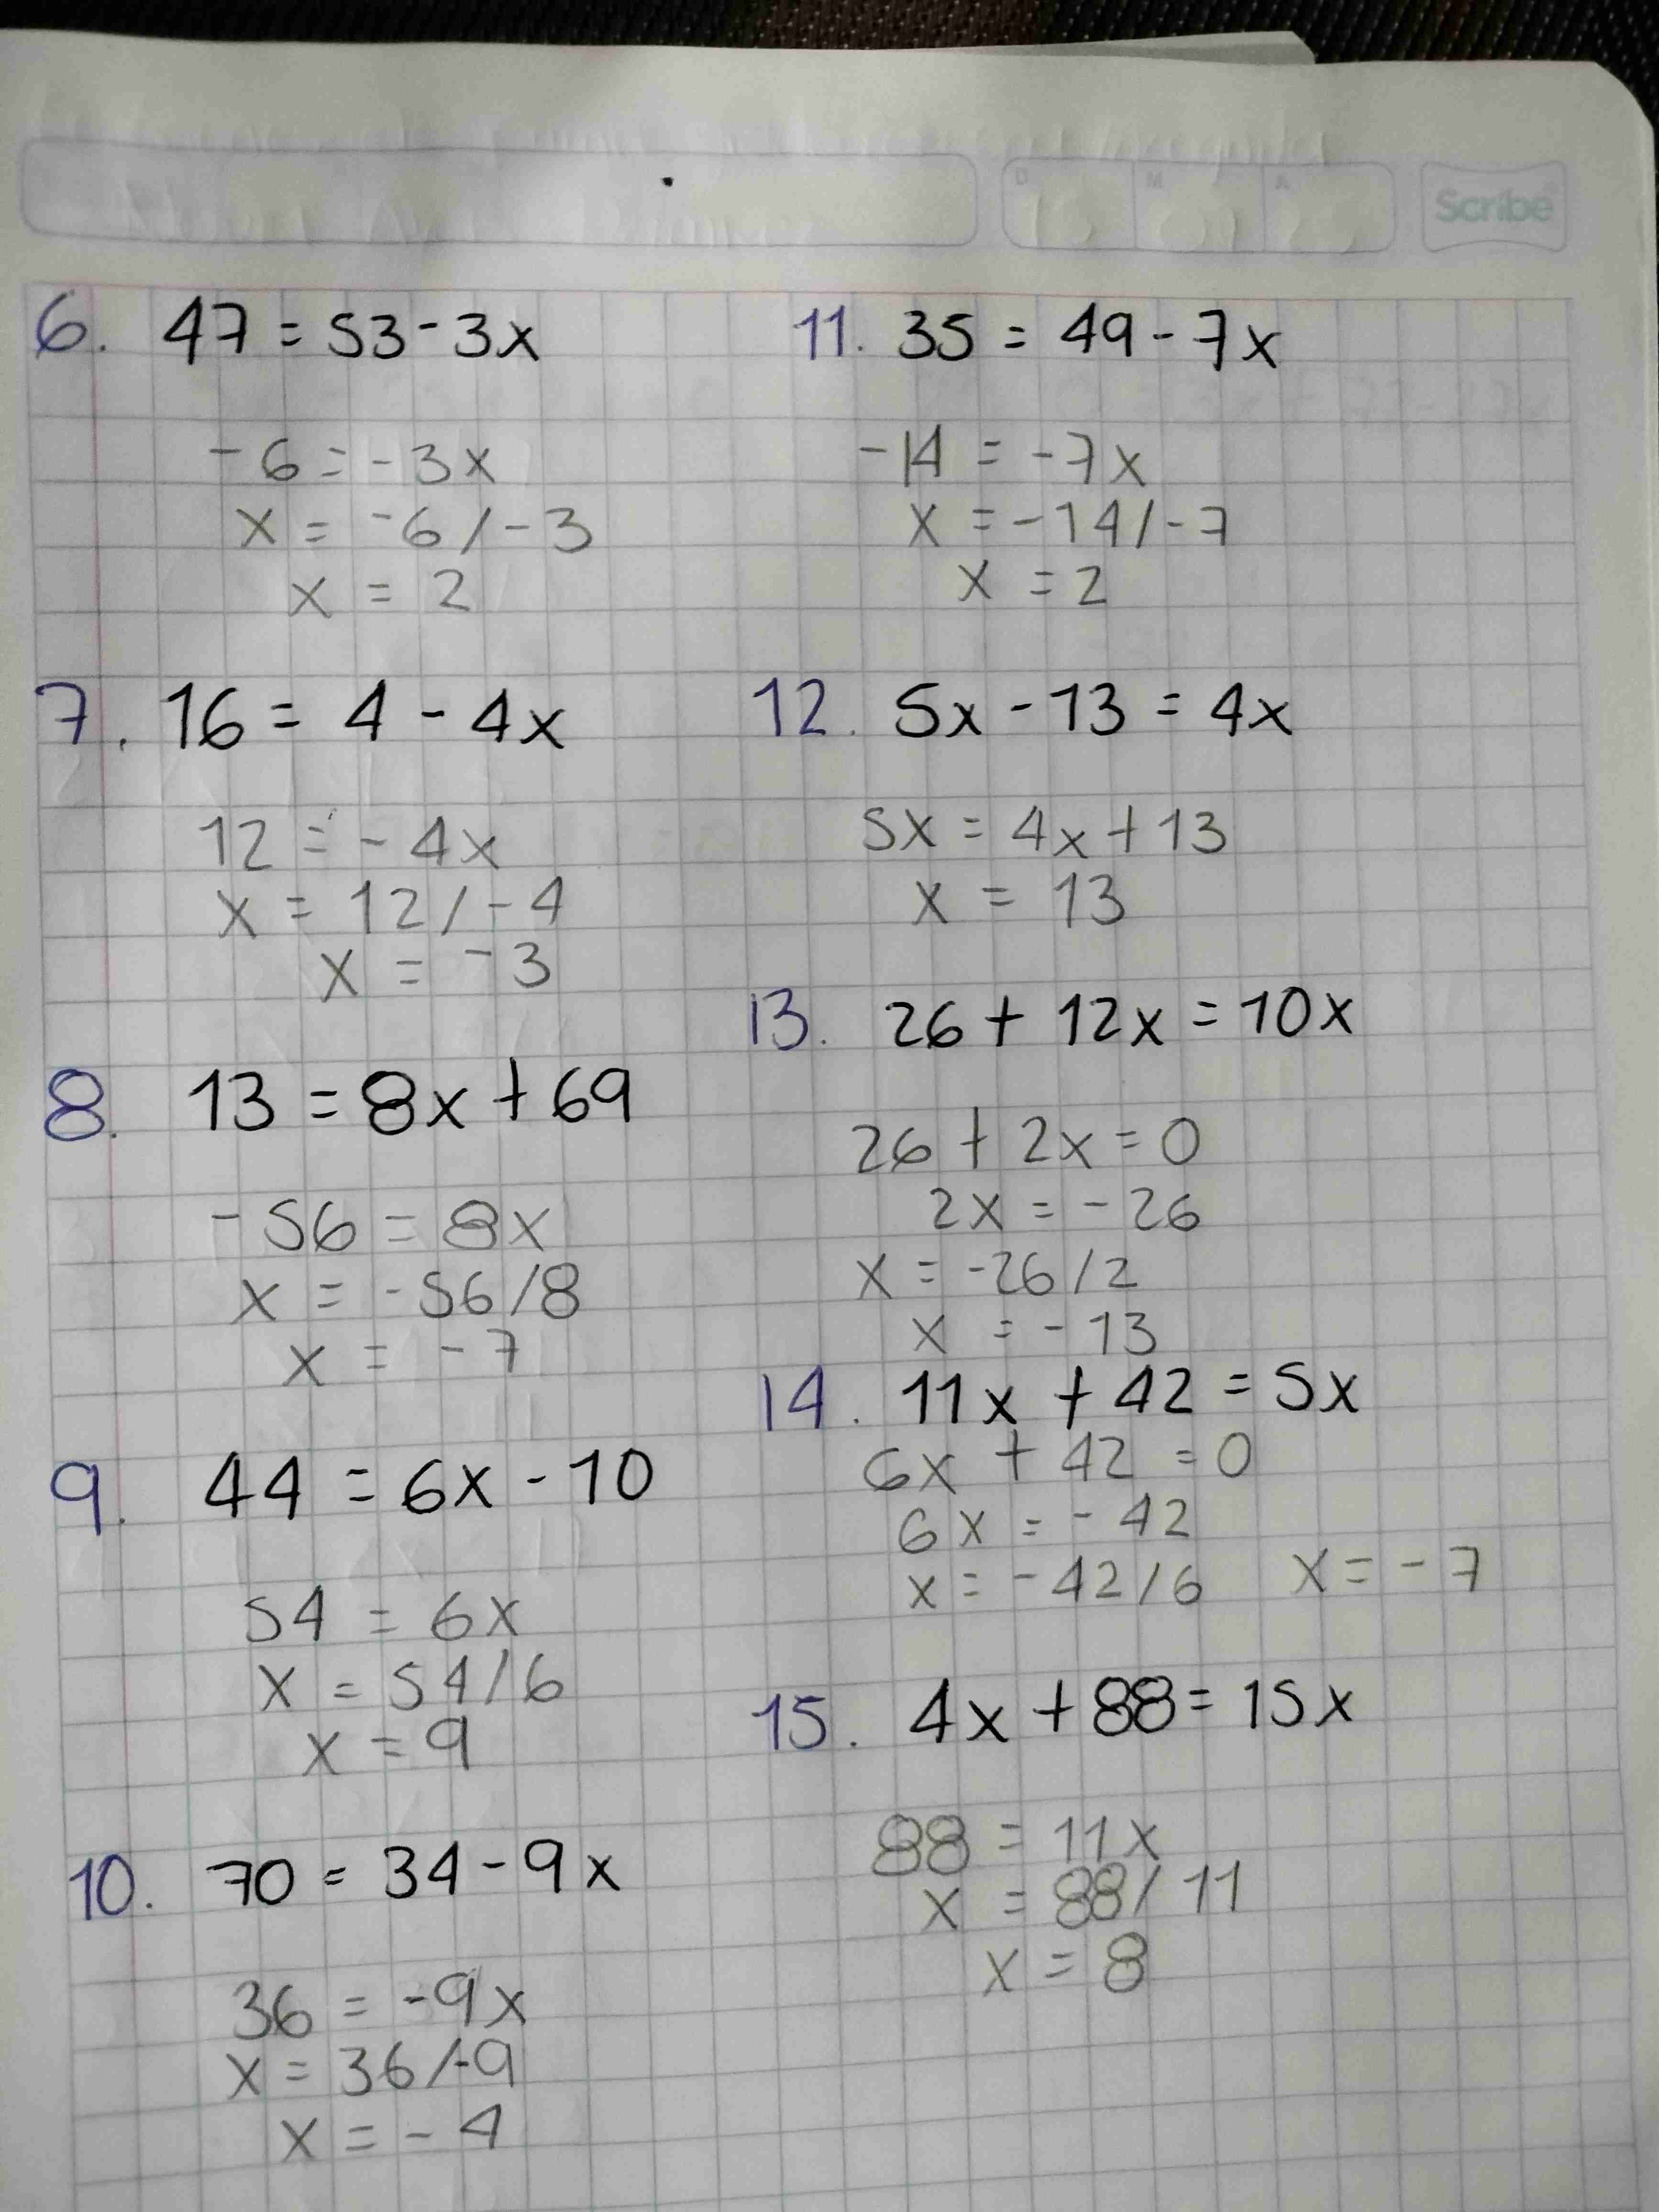 D M A Scribe
6. 47 = 53 - 3x
-6 = -3x
x = -6 / -3
x = 2
7. 16 = 4 - 4x
12 = -4x
x = 12 / -4
x = -3
8. 13 = 8x + 69
-56 = 8x
x = -56/8
x = -7
9. 44 = 6x - 10
54 = 6x
x = 54/6
x = 9
10. 70 = 34 - 9x
36 = -9x
x = 36/-9
x = -4
11. 35 = 49 - 7x
-14 = -7x
x = -14/-7
x = 2
12. 5x - 13 = 4x
5x = 4x + 13
x = 13
13. 26 + 12x = 10x
26 + 2x = 0
2x = -26
x = -26/2
x = -13
14. 11x + 42 = 5x
6x + 42 = 0
6x = -42
x = -42/6 x = -7
15. 4x + 88 = 15x
88 = 11x
x = 88/11
x = 8